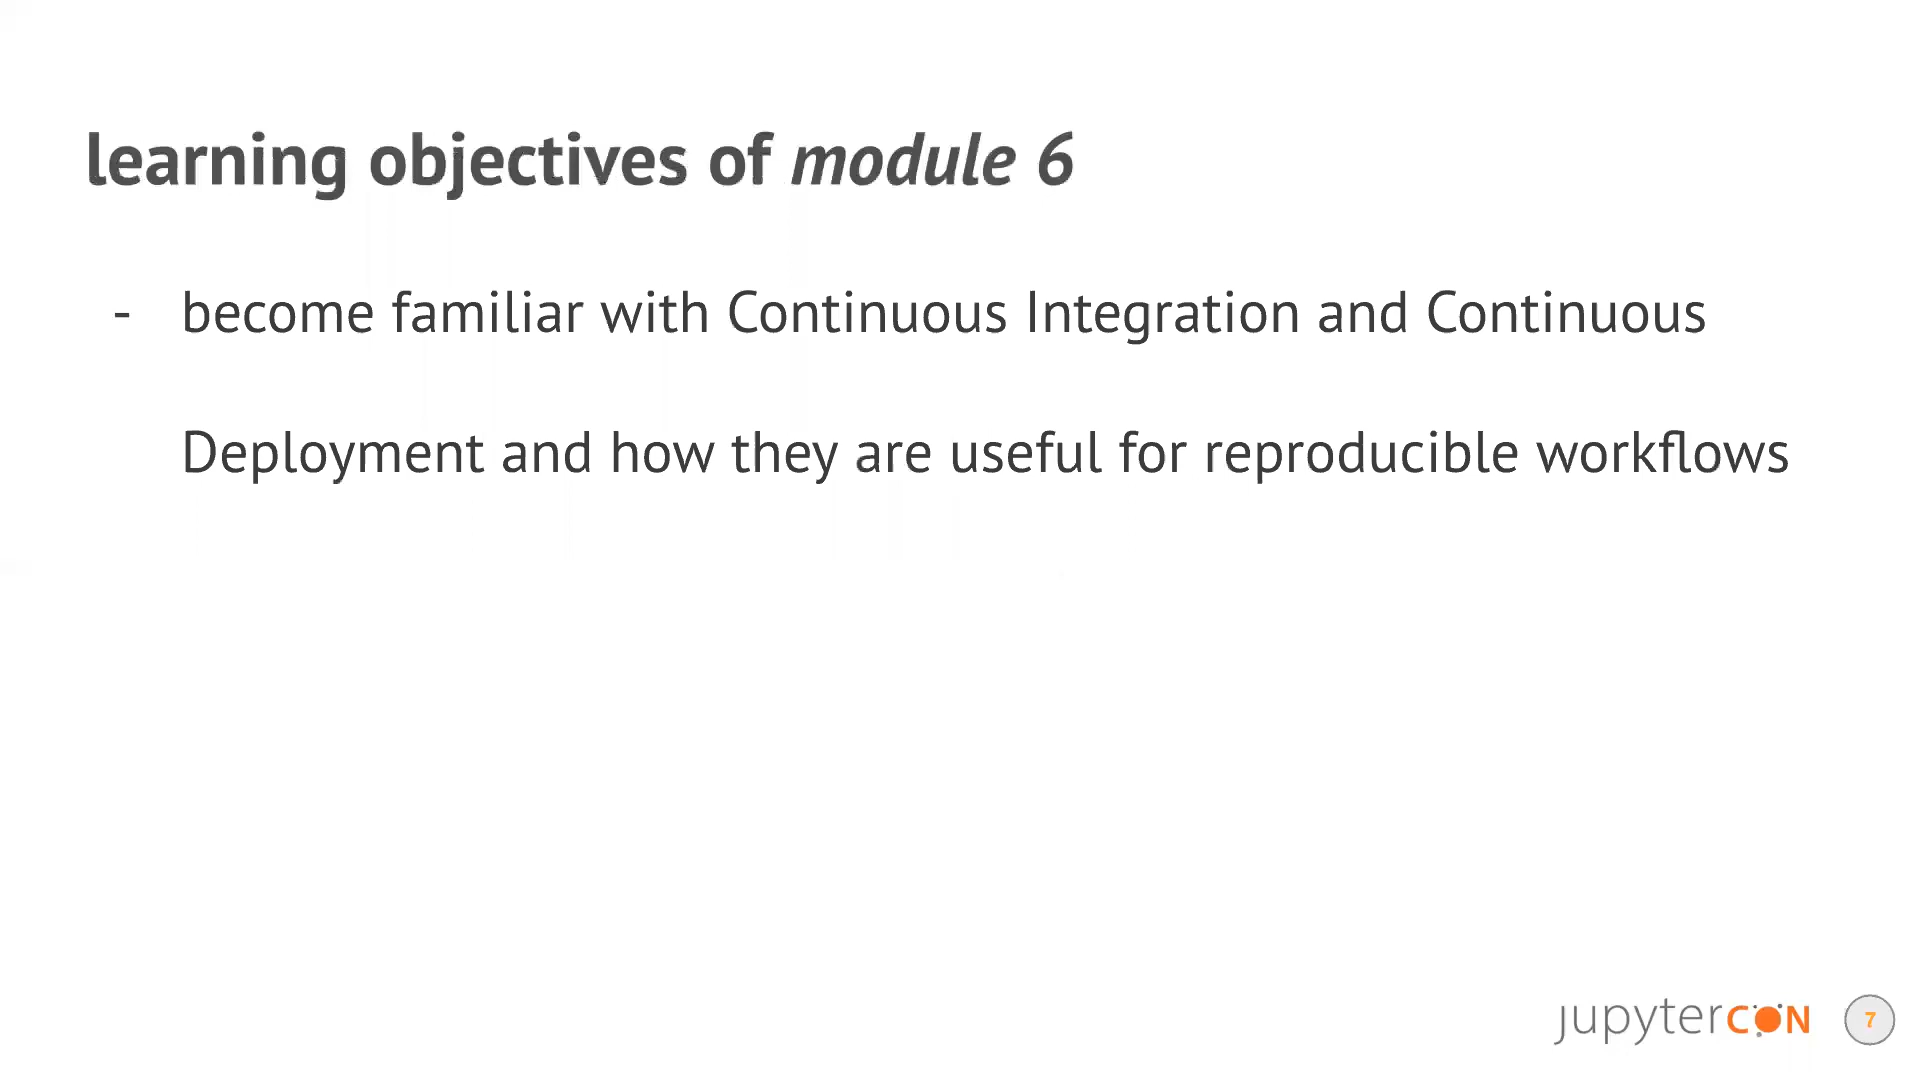 learning objectives of module 6
- become familiar with Continuous Integration and Continuous
Deployment and how they are useful for reproducible workflows
jupytercon 7